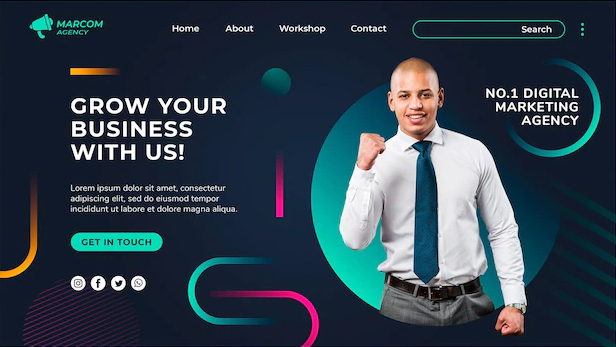 MARCOM
AGENCY
Home About Workshop Contact Search
GROW YOUR
BUSINESS
WITH US!
NO.1 DIGITAL
MARKETING
AGENCY
Lorem ipsum dolor sit amet, consectetur
adipiscing elit, sed do eiusmod tempor
incididunt ut labore et dolore magna aliqua.
GET IN TOUCH